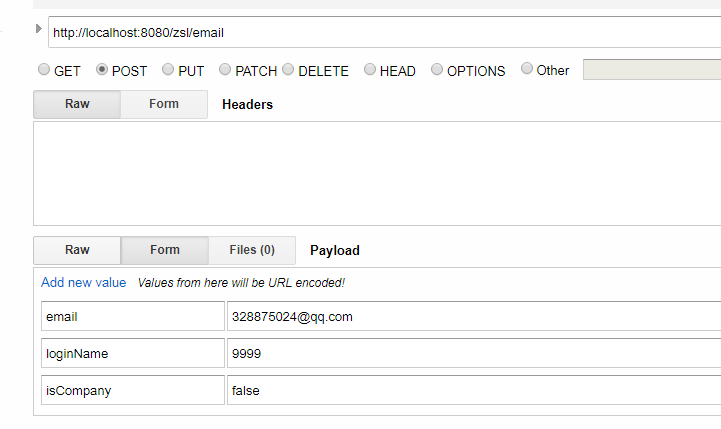 http://localhost:8080/zsl/email
GET POST PUT PATCH DELETE HEAD OPTIONS Other
Raw Form Headers
Raw Form Files (0) Payload
Add new value Values from here will be URL encoded!
email 328875024@qq.com
loginName 9999
isCompany false